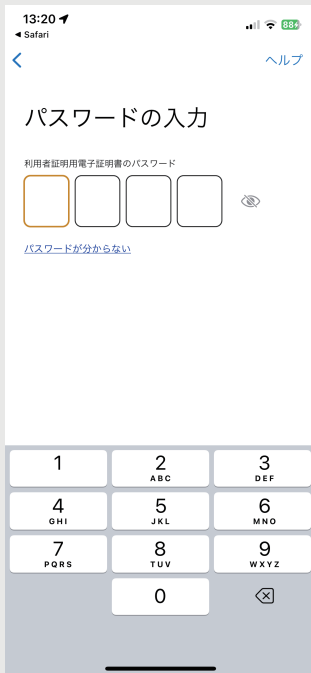 13:20
◀ Safari
88
ヘルプ
パスワードの入力
利用者証明用電子証明書のパスワード
パスワードが分からない
1
2
ABC
3
DEF
4
GHI
5
JKL
6
MNO
7
PQRS
8
TUV
9
WXYZ
0